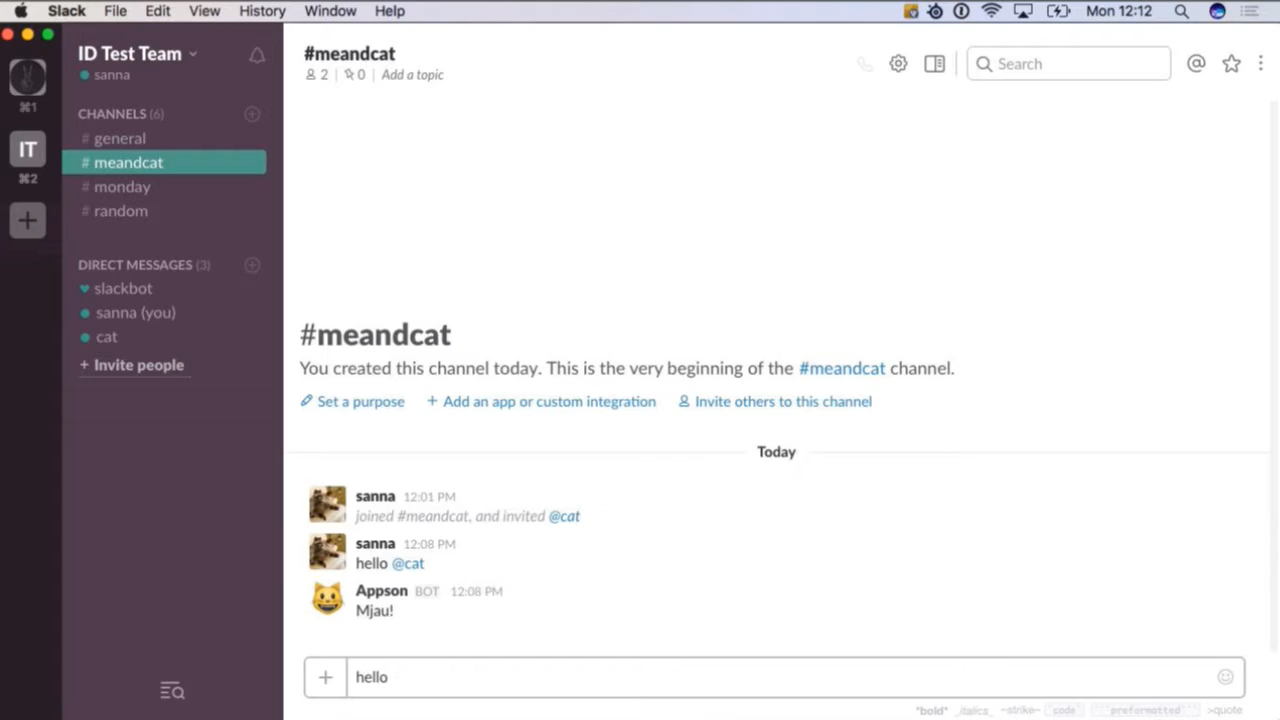 Slack File Edit View History Window Help Mon 12:12
ID Test Team
sanna
⌘1
IT
⌘2
CHANNELS (6)
# general
# meandcat
# monday
# random
DIRECT MESSAGES (3)
slackbot
sanna (you)
cat
+ Invite people
#meandcat
2 | 0 | Add a topic
Search
#meandcat
You created this channel today. This is the very beginning of the #meandcat channel.
Set a purpose + Add an app or custom integration Invite others to this channel
Today
sanna 12:01 PM
joined #meandcat, and invited @cat
sanna 12:08 PM
hello @cat
Appson BOT 12:08 PM
Mjau!
hello
*bold* _italics_ ~strike~ `code` ```preformatted``` >quote